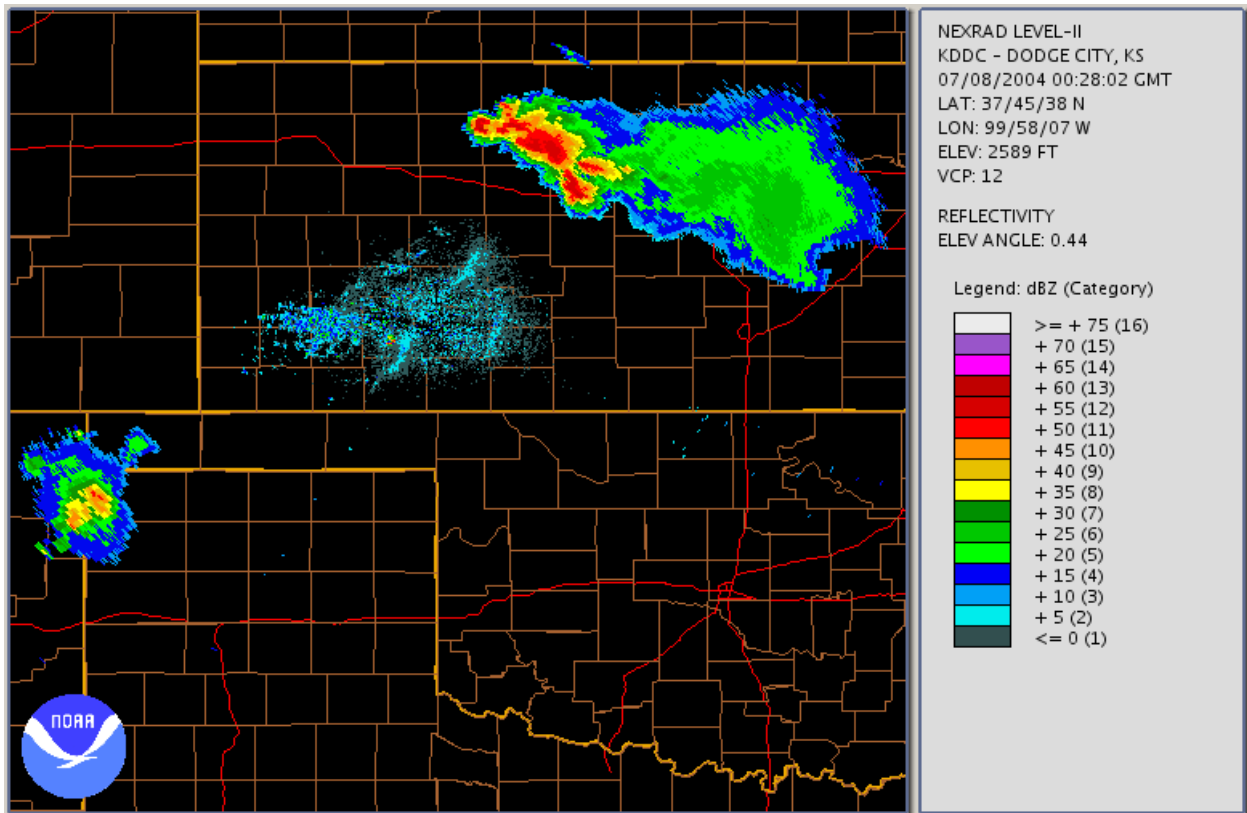 NEXRAD LEVEL-II
KDDC - DODGE CITY, KS
07/08/2004 00:28:02 GMT
LAT: 37/45/38 N
LON: 99/58/07 W
ELEV: 2589 FT
VCP: 12
REFLECTIVITY
ELEV ANGLE: 0.44
Legend: dBZ (Category)
>= + 75 (16)
+ 70 (15)
+ 65 (14)
+ 60 (13)
+ 55 (12)
+ 50 (11)
+ 45 (10)
+ 40 (9)
+ 35 (8)
+ 30 (7)
+ 25 (6)
+ 20 (5)
+ 15 (4)
+ 10 (3)
+ 5 (2)
<= 0 (1)
NOAA